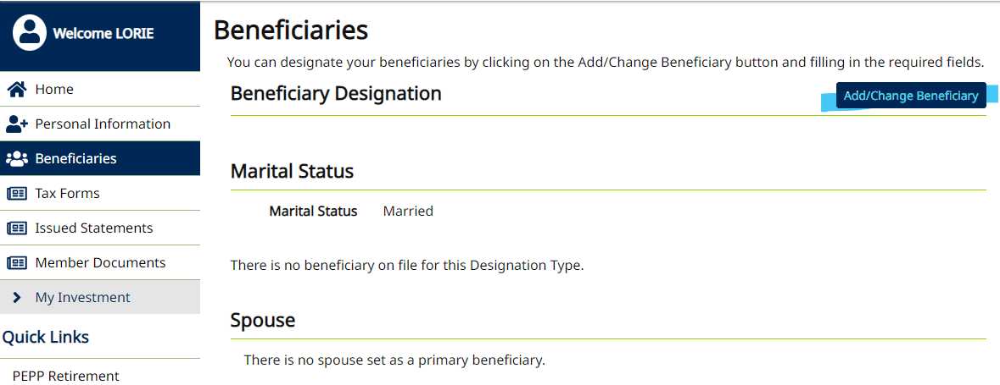 Welcome LORIE
Home
Personal Information
Beneficiaries
Tax Forms
Issued Statements
Member Documents
My Investment
Quick Links
PEPP Retirement
Beneficiaries
You can designate your beneficiaries by clicking on the Add/Change Beneficiary button and filling in the required fields.
Beneficiary Designation
Add/Change Beneficiary
Marital Status
Marital Status Married
There is no beneficiary on file for this Designation Type.
Spouse
There is no spouse set as a primary beneficiary.